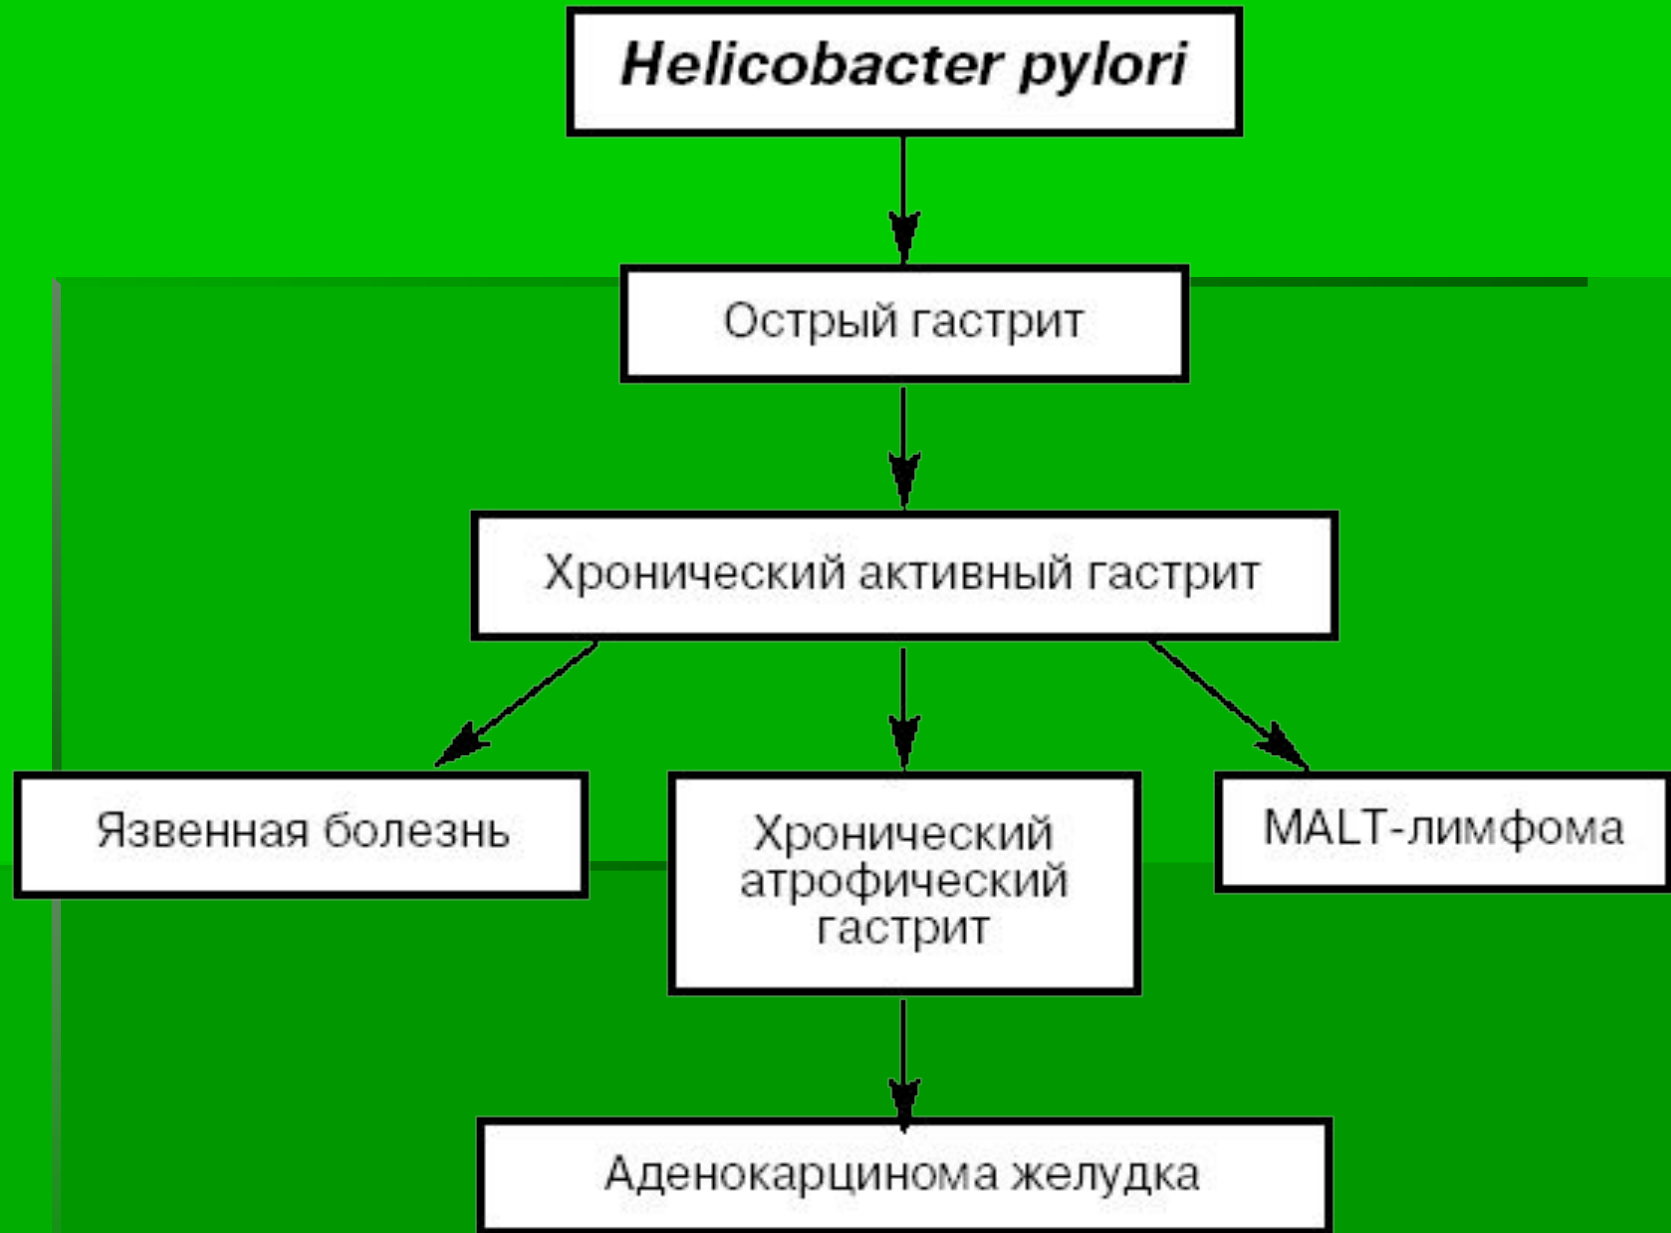 Helicobacter pylori
Острый гастрит
Хронический активный гастрит
Язвенная болезнь
Хронический
атрофический
гастрит
MALT-лимфома
Аденокарцинома желудка